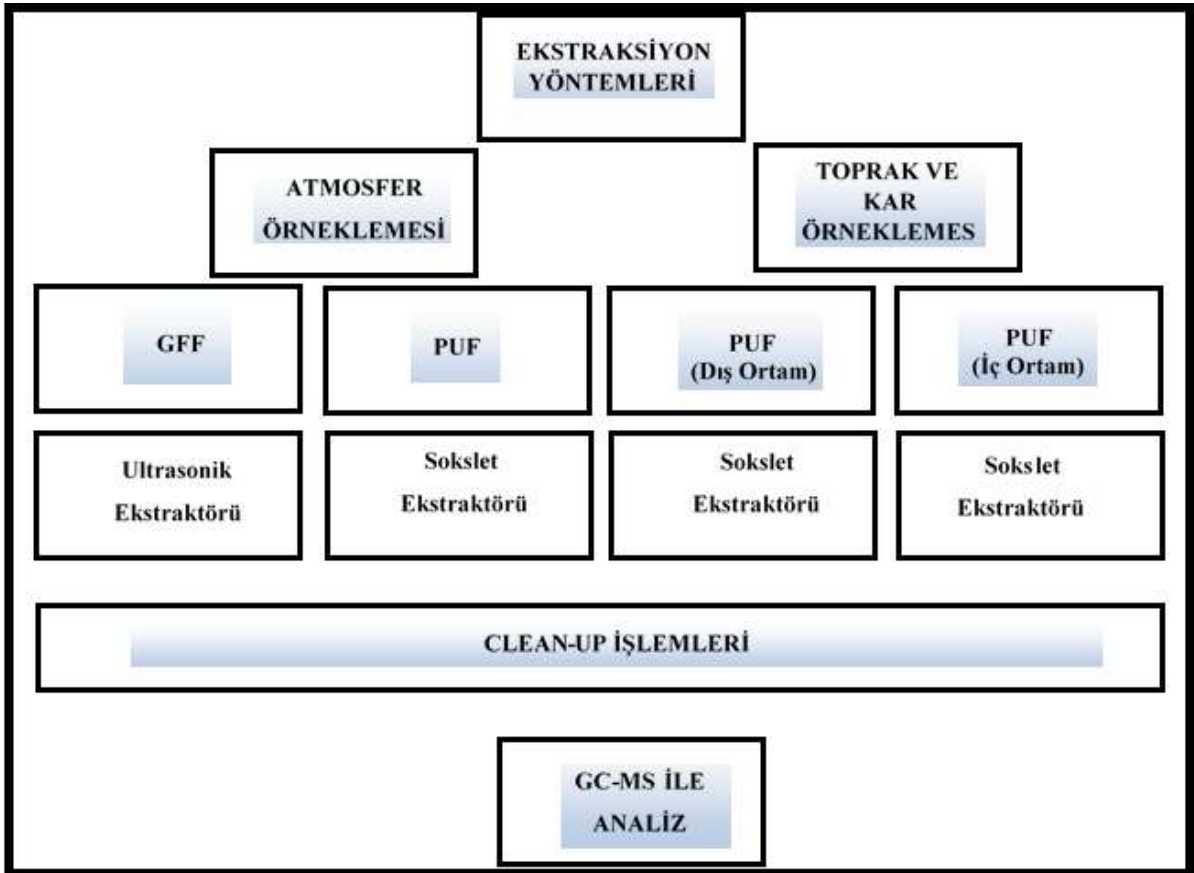 EKSTRAKSİYON
YÖNTEMLERİ
ATMOSFER
ÖRNEKLEMESİ
TOPRAK VE
KAR
ÖRNEKLEMES
GFF
PUF
PUF
(Dış Ortam)
PUF
(İç Ortam)
Ultrasonik
Ekstraktörü
Sokslet
Ekstraktörü
Sokslet
Ekstraktörü
Sokslet
Ekstraktörü
CLEAN-UP İŞLEMLERİ
GC-MS İLE
ANALİZ